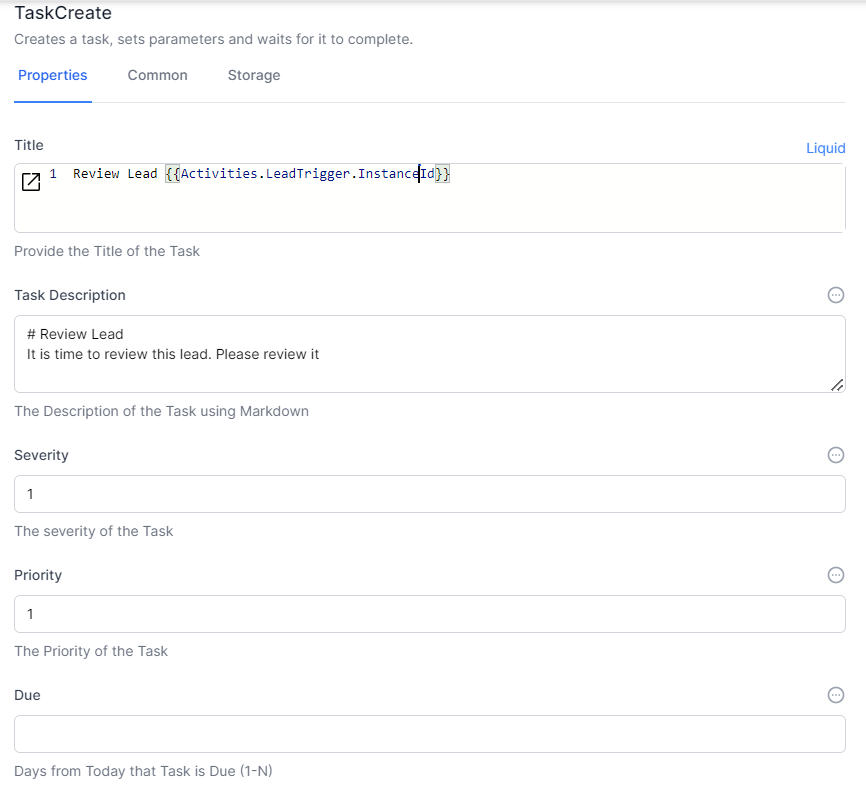 TaskCreate
Creates a task, sets parameters and waits for it to complete.
Properties Common Storage
Title Liquid
1 Review Lead {{Activities.LeadTrigger.InstanceId}}
Provide the Title of the Task
Task Description
# Review Lead
It is time to review this lead. Please review it
The Description of the Task using Markdown
Severity
1
The severity of the Task
Priority
1
The Priority of the Task
Due
Days from Today that Task is Due (1-N)